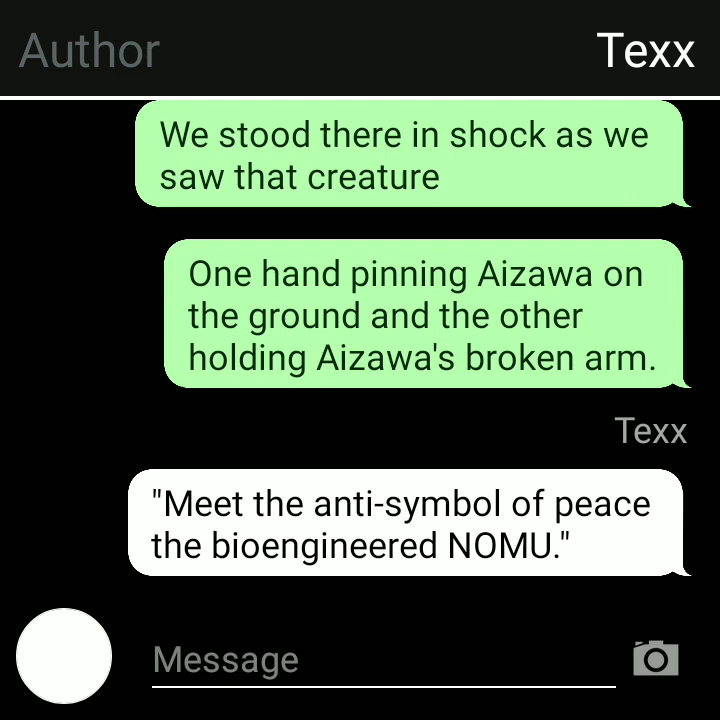 Author
Texx
We stood there in shock as we
saw that creature
One hand pinning Aizawa on
the ground and the other
holding Aizawa's broken arm.
Texx
"Meet the anti-symbol of peace
the bioengineered NOMU."
Message